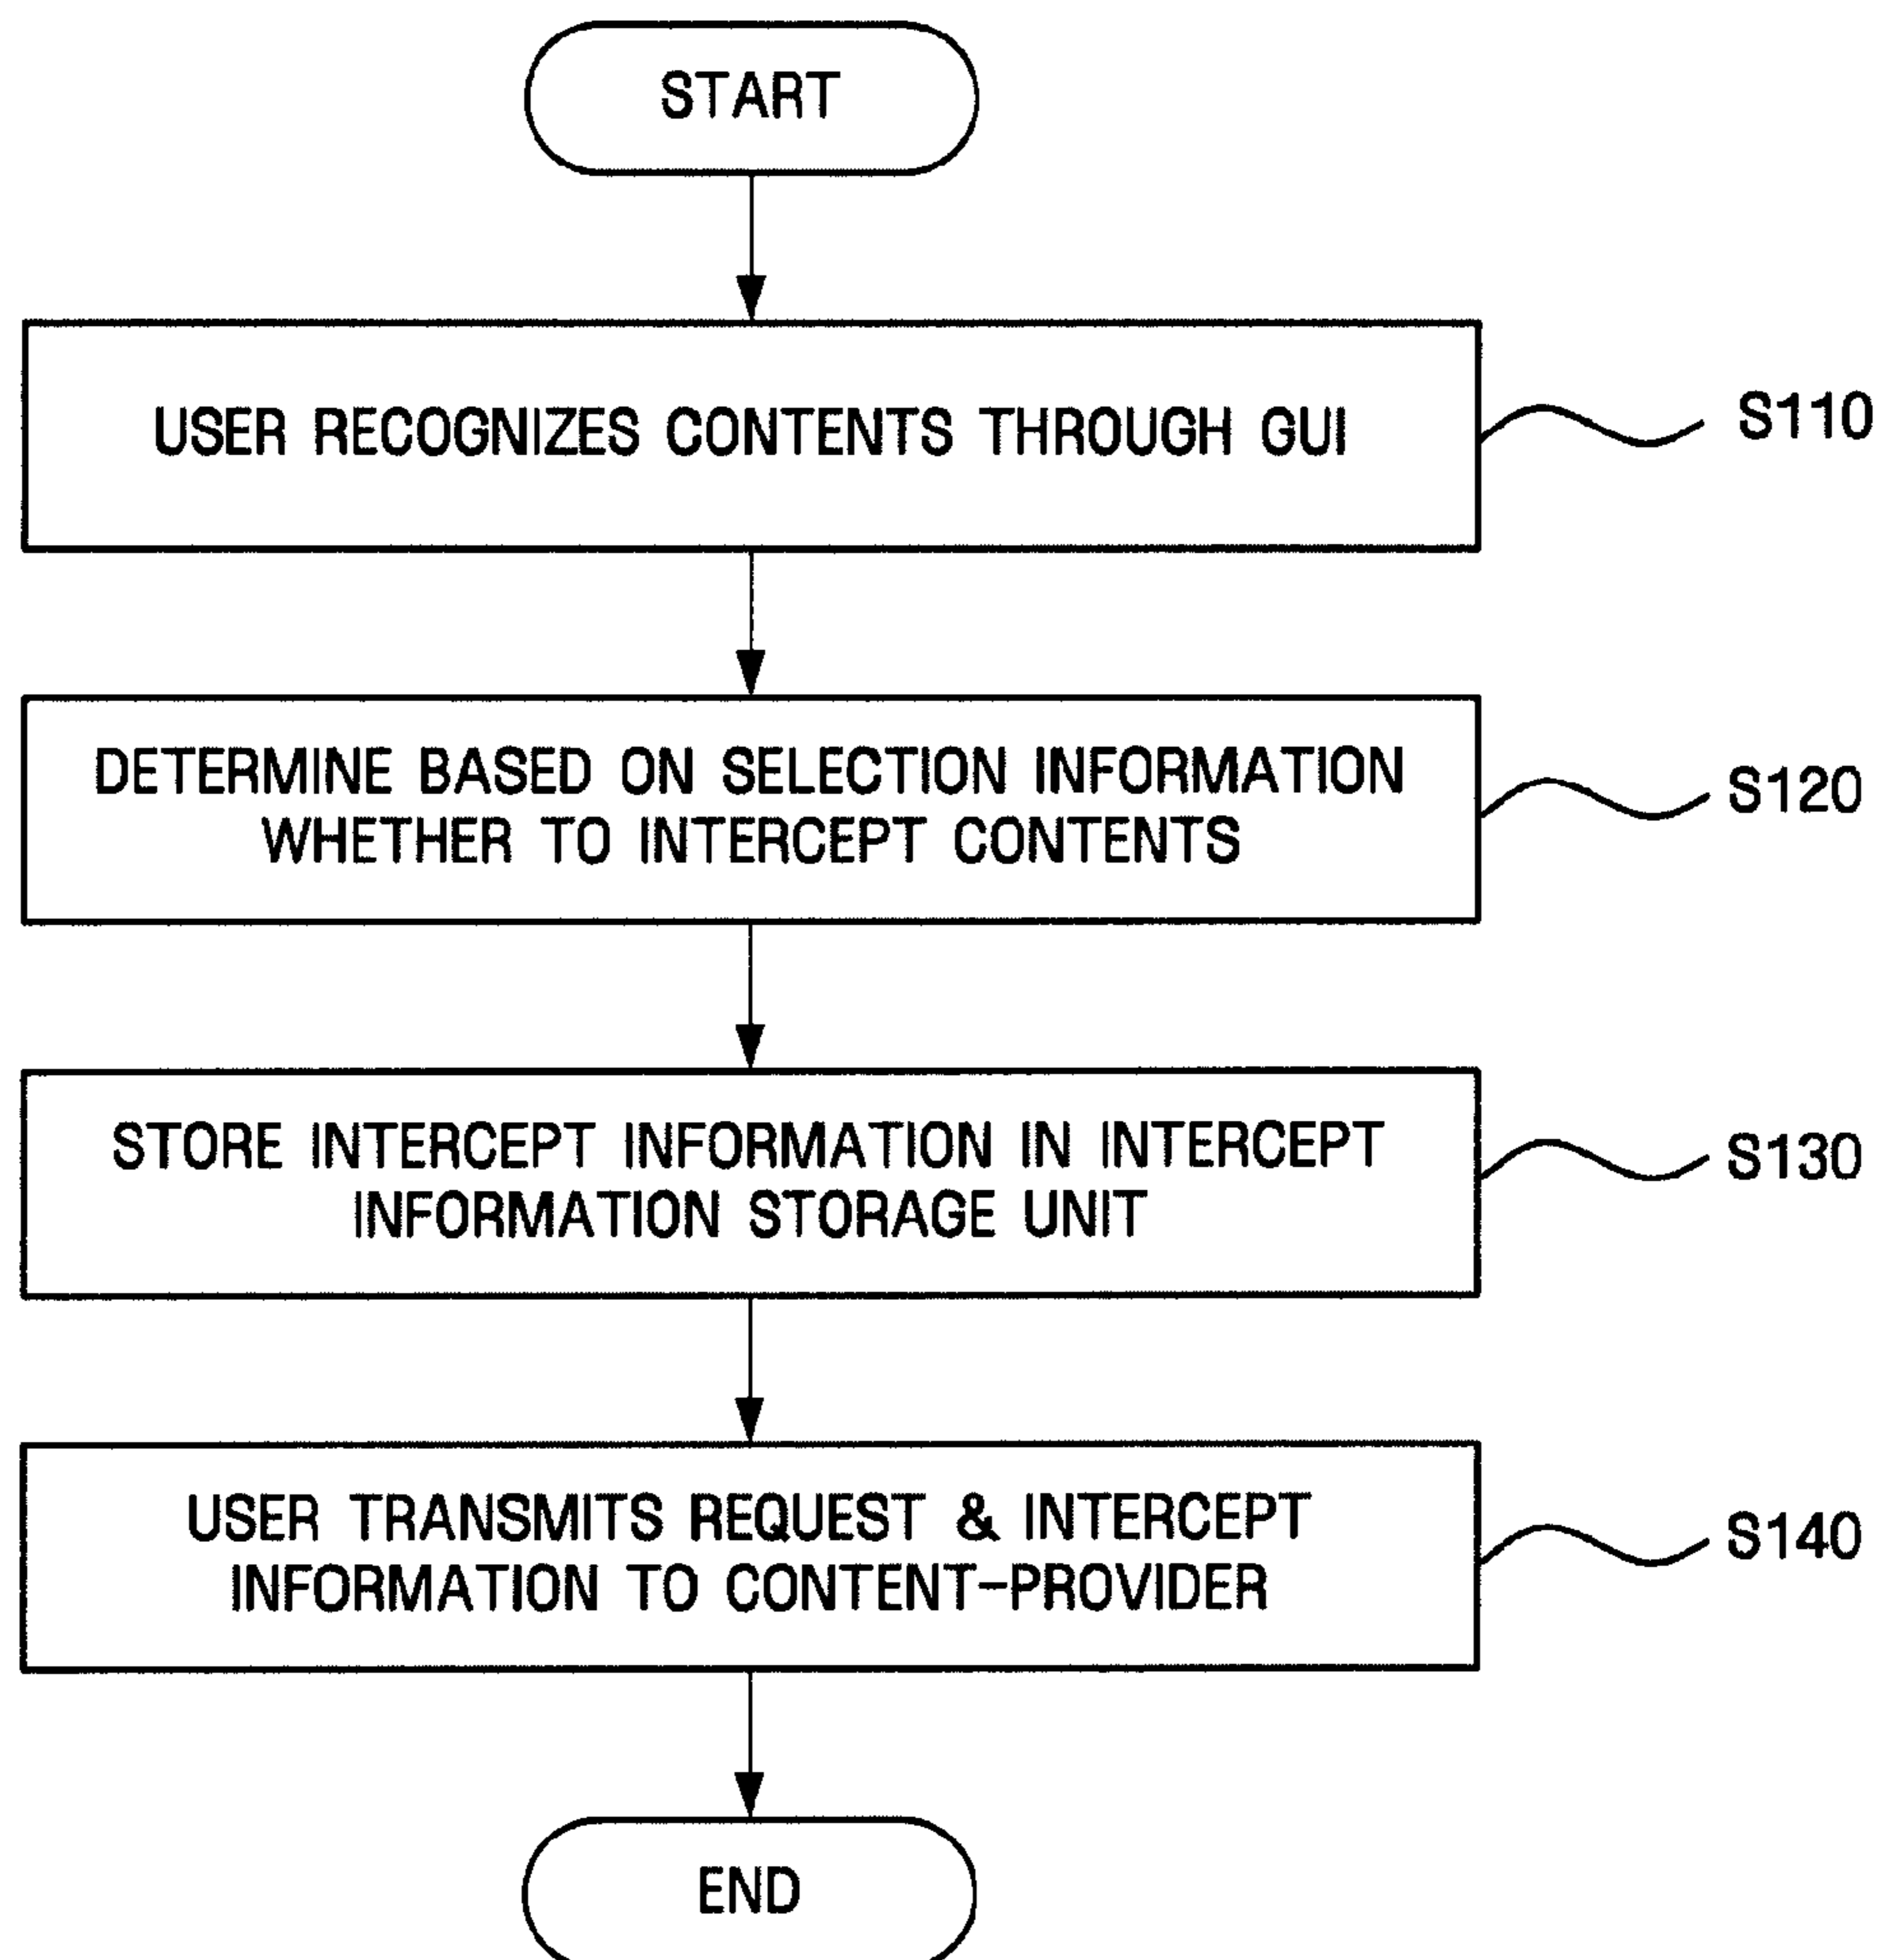 START
USER RECOGNIZES CONTENTS THROUGH GUI
S110
DETERMINE BASED ON SELECTION INFORMATION
WHETHER TO INTERCEPT CONTENTS
S120
STORE INTERCEPT INFORMATION IN INTERCEPT
INFORMATION STORAGE UNIT
S130
USER TRANSMITS REQUEST & INTERCEPT
INFORMATION TO CONTENT-PROVIDER
S140
END